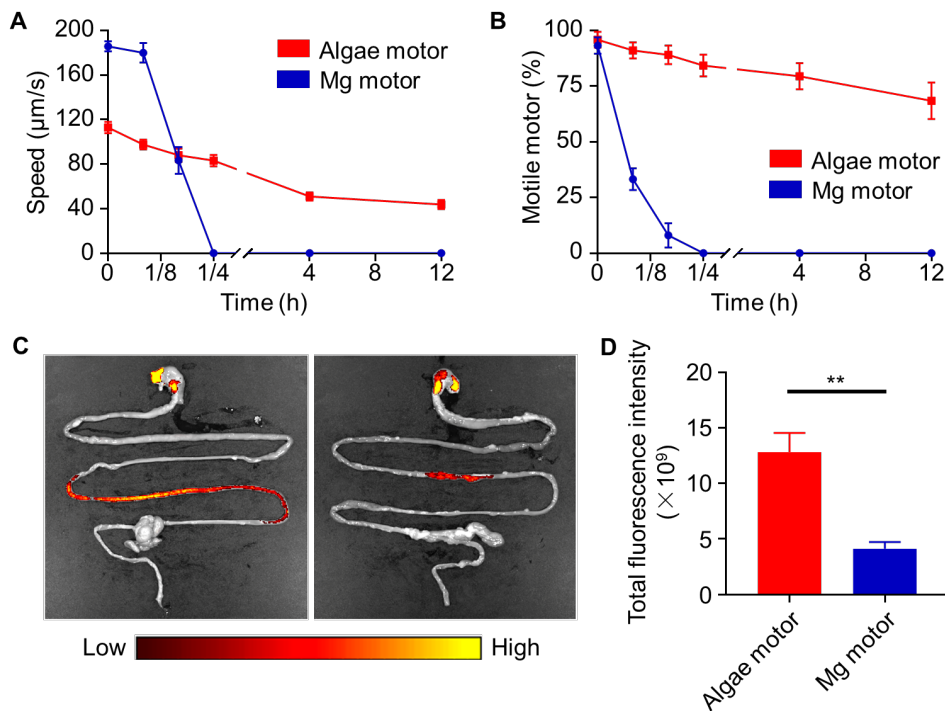 A
Speed (μm/s)
200
160
120
80
40
0
Algae motor
Mg motor
0
1/8
1/4
4
8
12
Time (h)
B
Motile motor (%)
100
75
50
25
0
Algae motor
Mg motor
0
1/8
1/4
4
8
12
Time (h)
C
Low
High
D
Total fluorescence intensity
(×10⁹)
20
15
10
5
0
**
Algae motor
Mg motor